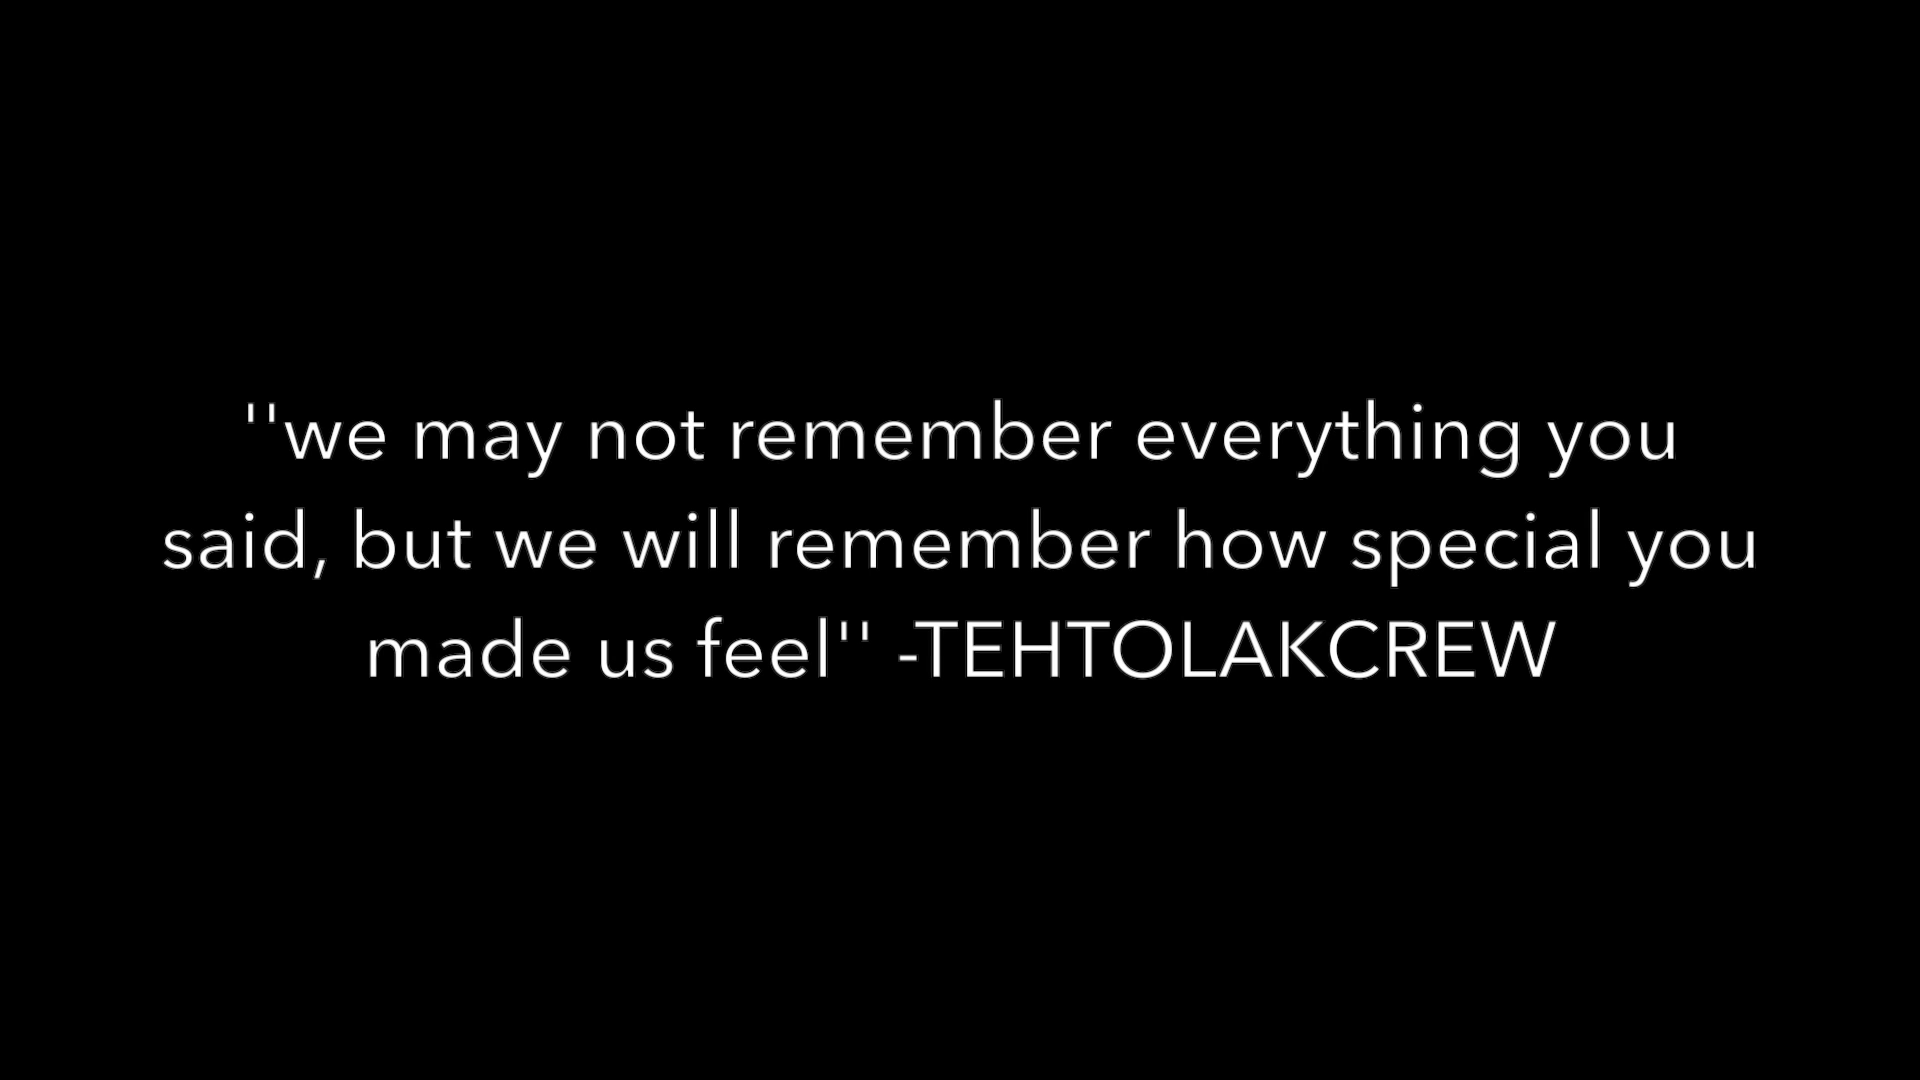 ''we may not remember everything you
said, but we will remember how special you
made us feel'' -TEHTOLAKCREW